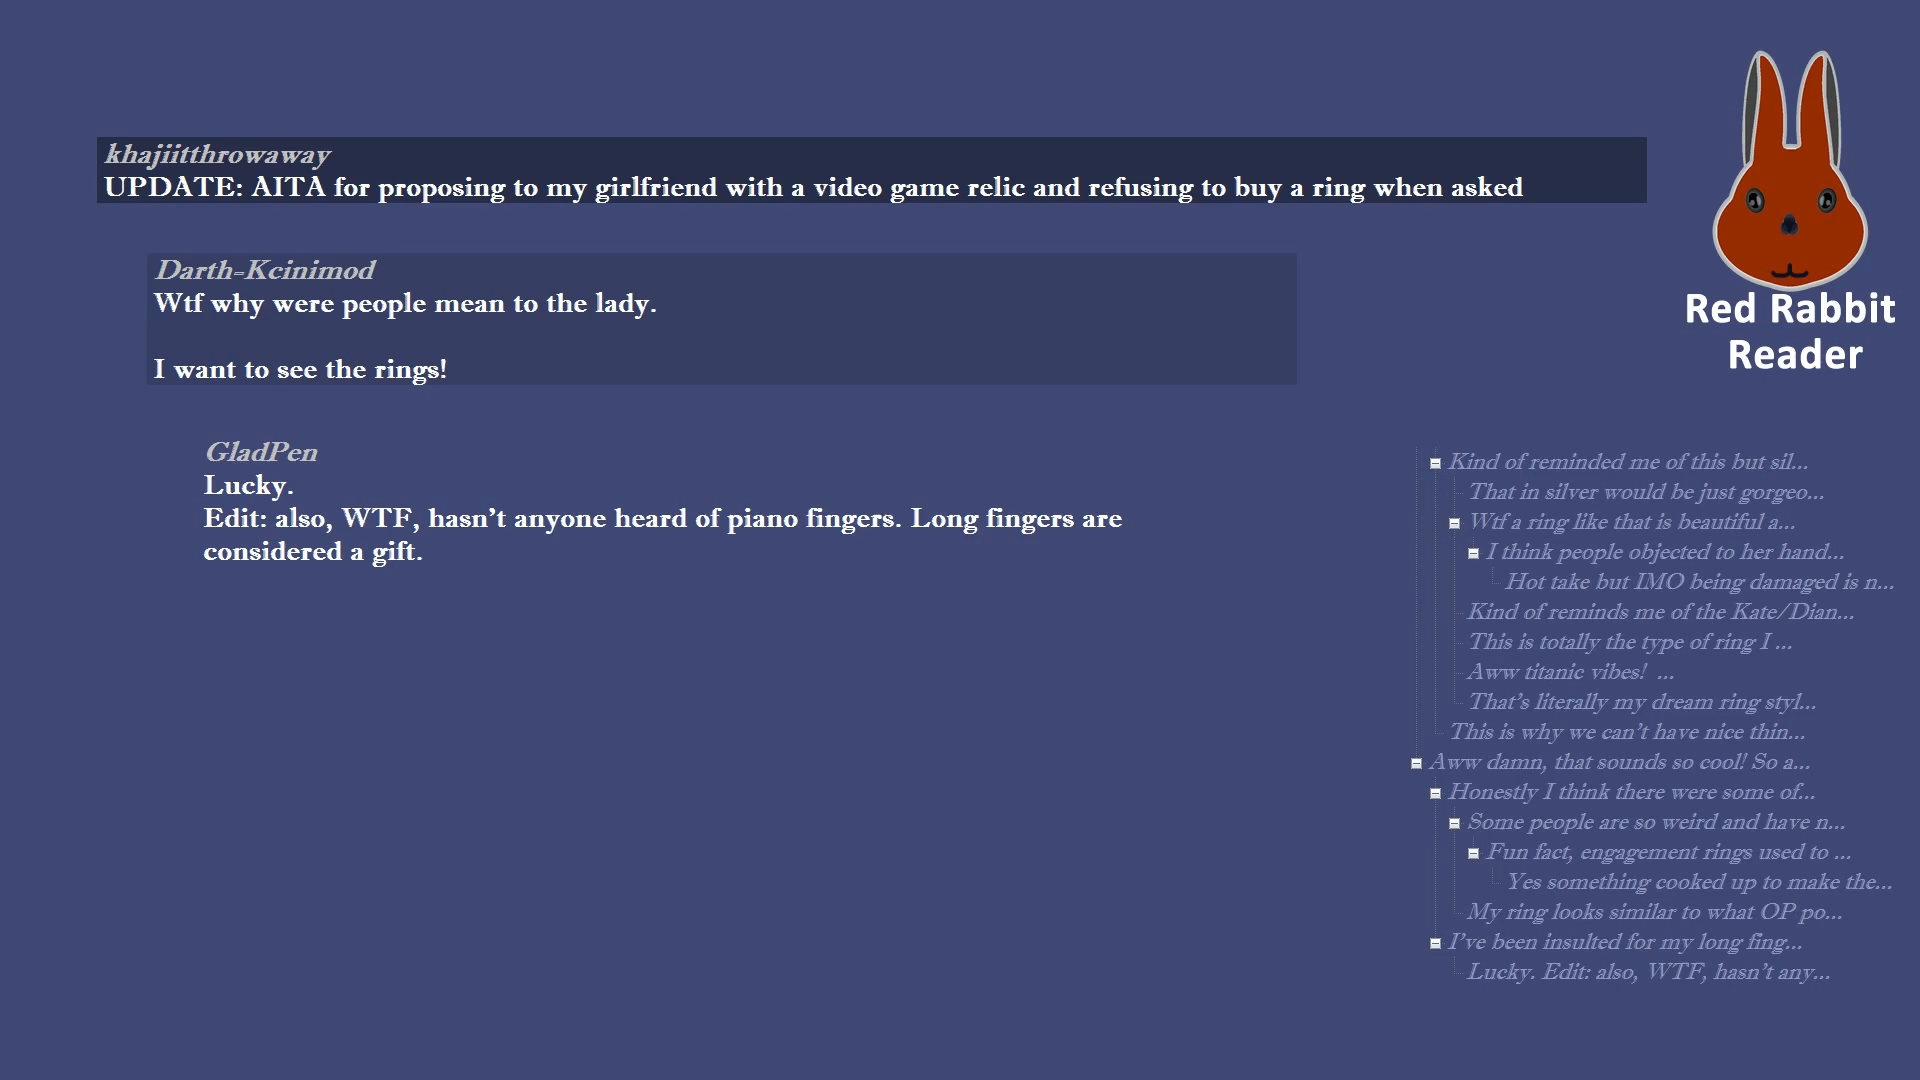 khajiitthrowaway
UPDATE: AITA for proposing to my girlfriend with a video game relic and refusing to buy a ring when asked
Darth-Kcinimod
Wtf why were people mean to the lady.
I want to see the rings!
GladPen
Lucky.
Edit: also, WTF, hasn't anyone heard of piano fingers. Long fingers are
considered a gift.
Red Rabbit
Reader
Kind of reminded me of this but sil...
That in silver would be just gorgeo...
Wtf a ring like that is beautiful a...
I think people objected to her hand...
Hot take but IMO being damaged is n...
Kind of reminds me of the Kate/Dian...
This is totally the type of ring I ...
Aww titanic vibes! ...
That's literally my dream ring styl...
This is why we can't have nice thin...
Aww damn, that sounds so cool! So a...
Honestly I think there were some of...
Some people are so weird and have n...
Fun fact, engagement rings used to ...
Yes something cooked up to make the...
My ring looks similar to what OP po...
I've been insulted for my long fing...
Lucky. Edit: also, WTF, hasn't any...